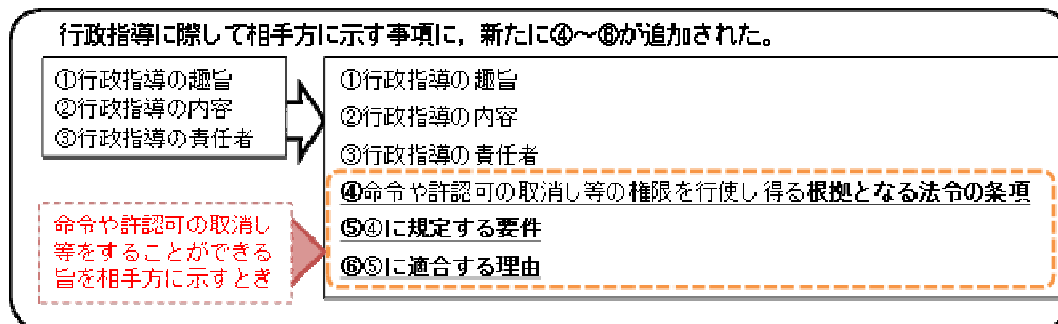 行政指導に際して相手方に示す事項に，新たに④～⑥が追加された。
①行政指導の趣旨
②行政指導の内容
③行政指導の責任者
①行政指導の趣旨
②行政指導の内容
③行政指導の責任者
④命令や許認可の取消し等の権限を行使し得る根拠となる法令の条項
⑤④に規定する要件
⑥⑤に適合する理由
命令や許認可の取消し
等をすることができる
旨を相手方に示すとき